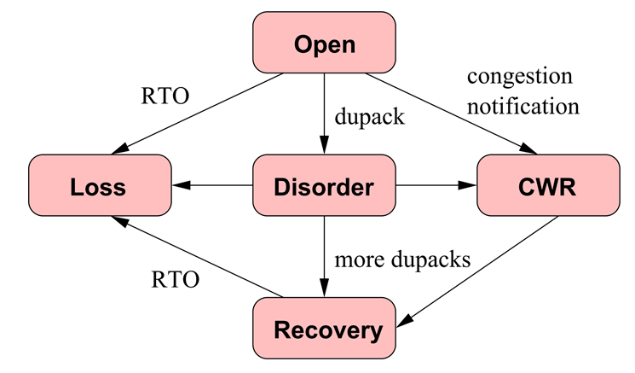 Open
RTO
congestion
notification
dupack
Loss
Disorder
CWR
more dupacks
RTO
Recovery